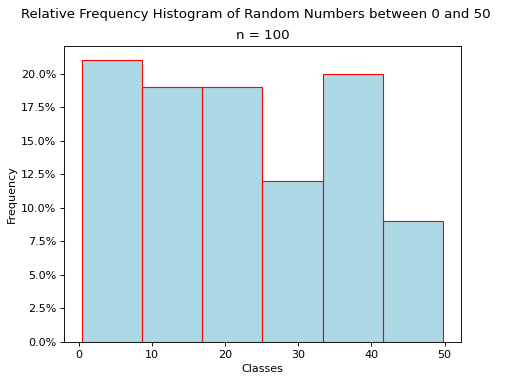 Relative Frequency Histogram of Random Numbers between 0 and 50
n = 100
20.0%
17.5%
15.0%
12.5%
10.0%
7.5%
5.0%
2.5%
0.0%
Frequency
0 10 20 30 40 50
Classes